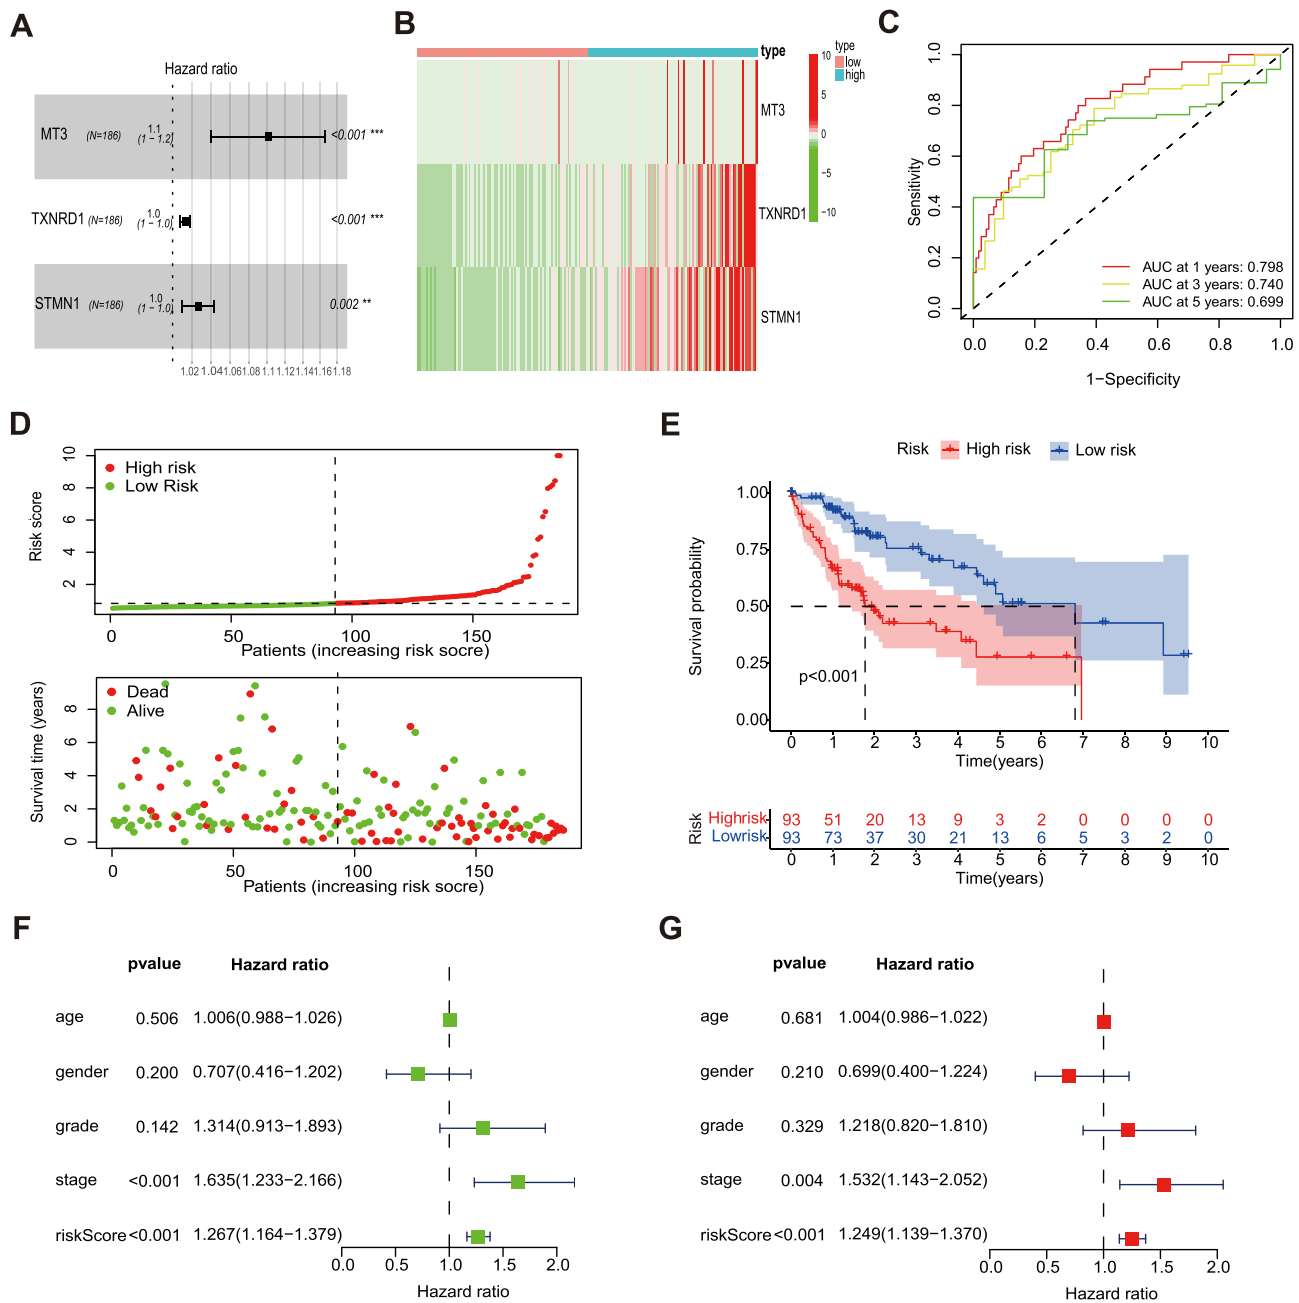 A
Hazard ratio
MT3 (N=186) 1.1 <0.001 ***
(1 − 1.2)
TXNRD1 (N=186) 1.0 <0.001 ***
(1 − 1.0)
STMN1 (N=186) 1.0 0.002 **
(1 − 1.0)
1.02 1.04 1.06 1.08 1.1 1.12 1.14 1.16 1.18
B
type
MT3
TXNRD1
STMN1
10
5
0
−5
−10
type
low
high
C
Sensitivity
1.0
0.8
0.6
0.4
0.2
0.0
AUC at 1 years: 0.798
AUC at 3 years: 0.740
AUC at 5 years: 0.699
0.0 0.2 0.4 0.6 0.8 1.0
1−Specificity
D
Risk score
10
8
6
4
2
High risk
Low Risk
0 50 100 150
Patients (increasing risk socre)
Survival time (years)
8
6
4
2
0
Dead
Alive
0 50 100 150
Patients (increasing risk socre)
E
Risk High risk Low risk
Survival probability
1.00
0.75
0.50
0.25
0.00
p<0.001
0 1 2 3 4 5 6 7 8 9 10
Time(years)
Risk
Highrisk 93 51 20 13 9 3 2 0 0 0 0
Lowrisk 93 73 37 30 21 13 6 5 3 2 0
0 1 2 3 4 5 6 7 8 9 10
Time(years)
F
pvalue Hazard ratio
age 0.506 1.006(0.988−1.026)
gender 0.200 0.707(0.416−1.202)
grade 0.142 1.314(0.913−1.893)
stage <0.001 1.635(1.233−2.166)
riskScore <0.001 1.267(1.164−1.379)
0.0 0.5 1.0 1.5 2.0
Hazard ratio
G
pvalue Hazard ratio
age 0.681 1.004(0.986−1.022)
gender 0.210 0.699(0.400−1.224)
grade 0.329 1.218(0.820−1.810)
stage 0.004 1.532(1.143−2.052)
riskScore <0.001 1.249(1.139−1.370)
0.0 0.5 1.0 1.5 2.0
Hazard ratio